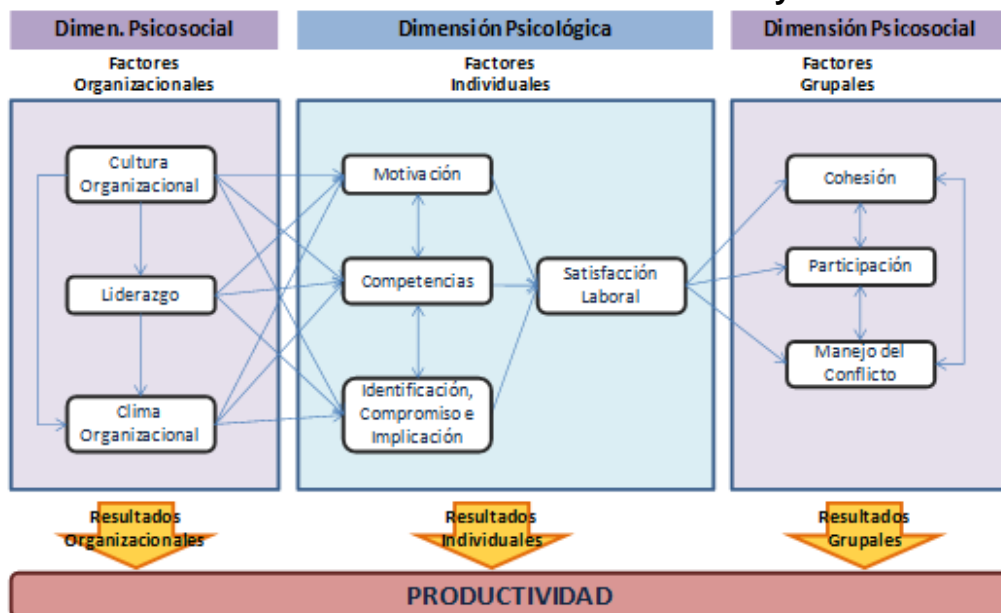 Dimen. Psicosocial
Factores
Organizacionales
Cultura
Organizacional
Liderazgo
Clima
Organizacional
Resultados
Organizacionales
Dimensión Psicológica
Factores
Individuales
Motivación
Competencias
Identificación,
Compromiso e
Implicación
Satisfacción
Laboral
Resultados
Individuales
Dimensión Psicosocial
Factores
Grupales
Cohesión
Participación
Manejo del
Conflicto
Resultados
Grupales
PRODUCTIVIDAD